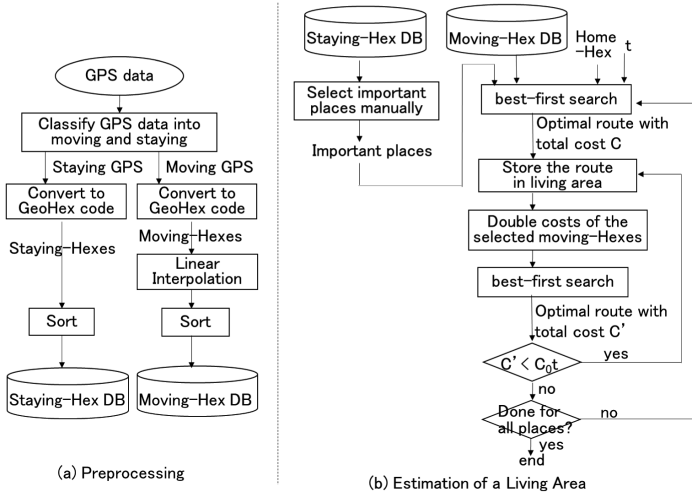 GPS data
Classify GPS data into
moving and staying
Staying GPS
Moving GPS
Convert to
GeoHex code
Convert to
GeoHex code
Staying-Hexes
Moving-Hexes
Linear
Interpolation
Sort
Sort
Staying-Hex DB
Moving-Hex DB
(a) Preprocessing
Staying-Hex DB
Moving-Hex DB
Home
-Hex
t
Select important
places manually
Important places
best-first search
Optimal route with
total cost C
Store the route
in living area
Double costs of the
selected moving-Hexes
best-first search
Optimal route with
total cost C'
C' < C₀t
yes
no
Done for
all places?
no
yes
end
(b) Estimation of a Living Area